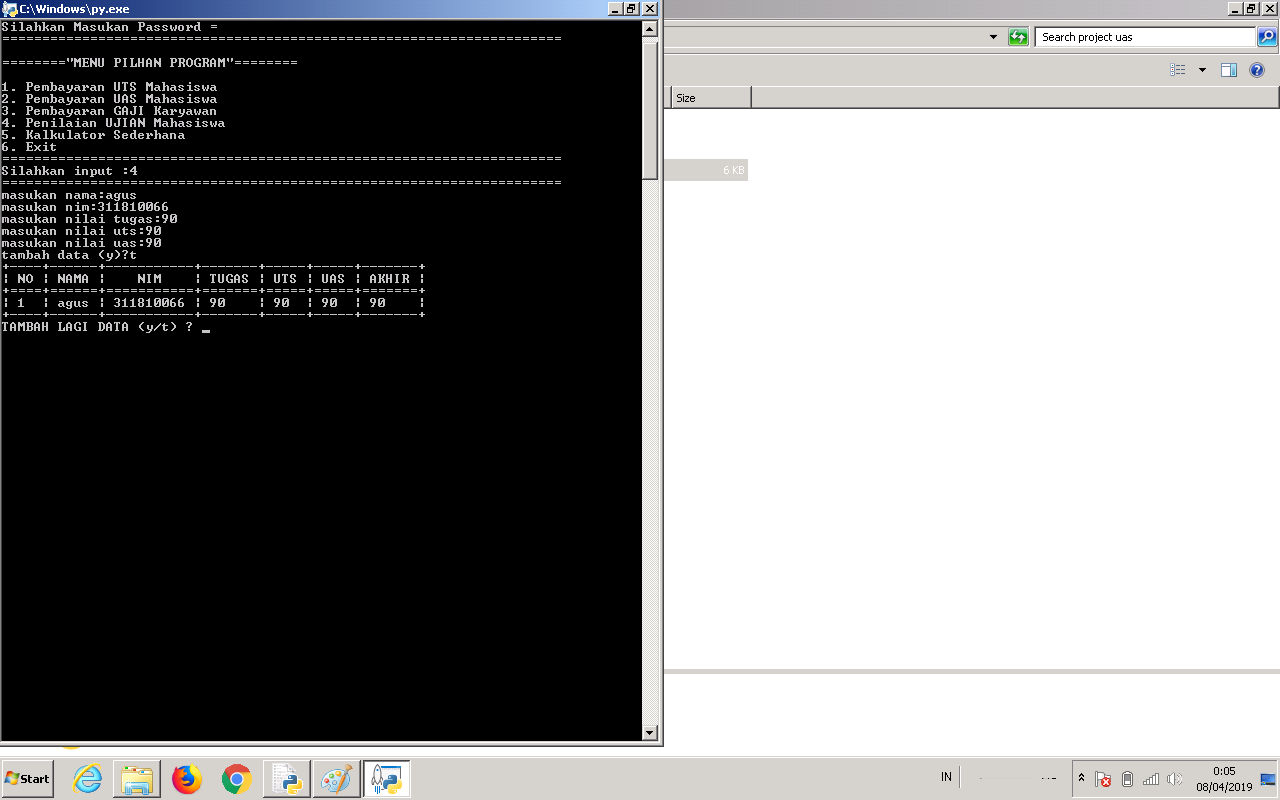 C:\Windows\py.exe
Silahkan Masukan Password =
======================================================================
========"MENU PILHAN PROGRAM"========
1. Pembayaran UTS Mahasiswa
2. Pembayaran UAS Mahasiswa
3. Pembayaran GAJI Karyawan
4. Penilaian UJIAN Mahasiswa
5. Kalkulator Sederhana
6. Exit
======================================================================
Silahkan input :4
======================================================================
masukan nama:agus
masukan nim:311810066
masukan nilai tugas:90
masukan nilai uts:90
masukan nilai uas:90
tambah data (y)?t
+----+------+-----------+-------+-----+-----+-------+
| NO | NAMA |    NIM    | TUGAS | UTS | UAS | AKHIR |
+====+======+===========+=======+=====+=====+=======+
| 1  | agus | 311810066 | 90    | 90  | 90  | 90    |
+----+------+-----------+-------+-----+-----+-------+
TAMBAH LAGI DATA (y/t) ? _
Search project uas
Size
6 KB
Start
IN
0:05
08/04/2019